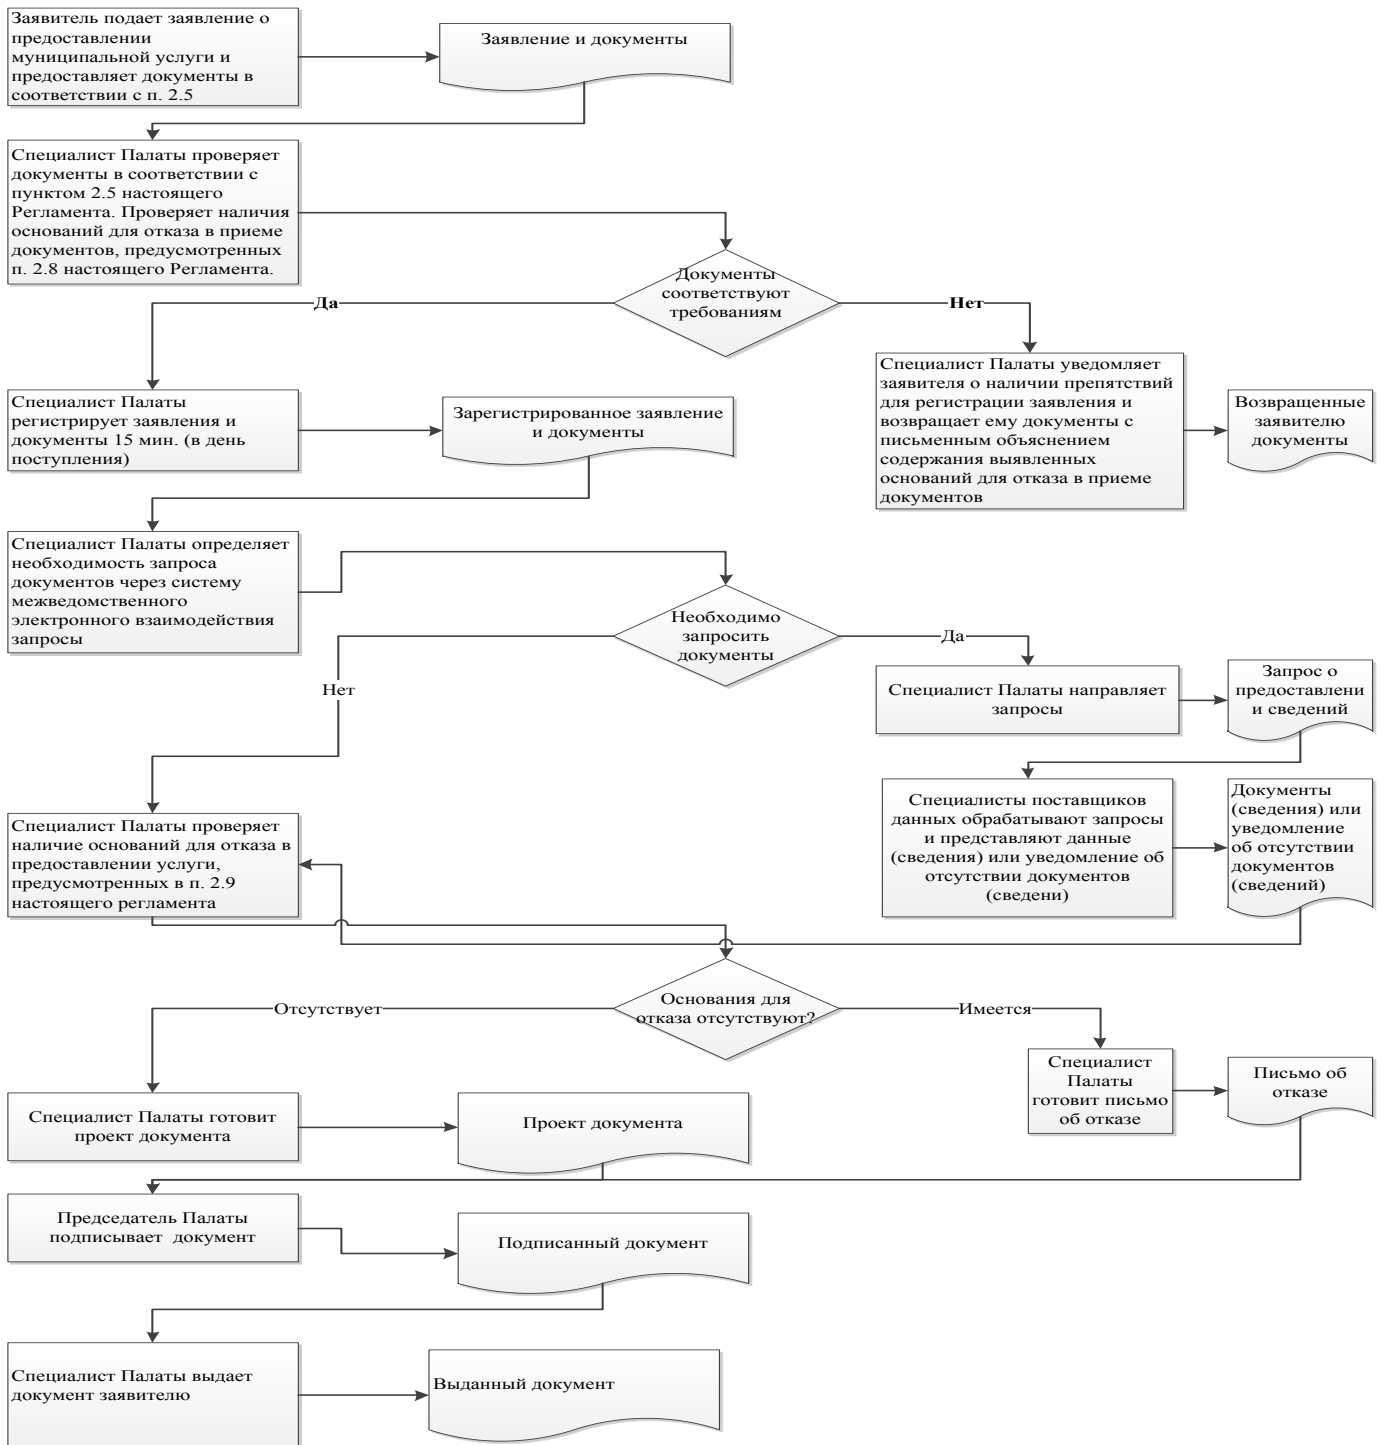 Заявитель подает заявление о
предоставлении
муниципальной услуги и
предоставляет документы в
соответствии с п. 2.5
Заявление и документы
Специалист Палаты проверяет
документы в соответствии с
пунктом 2.5 настоящего
Регламента. Проверяет наличия
оснований для отказа в приеме
документов, предусмотренных
п. 2.8 настоящего Регламента.
Документы
соответствуют
требованиям
Да
Нет
Специалист Палаты
регистрирует заявления и
документы 15 мин. (в день
поступления)
Зарегистрированное заявление
и документы
Специалист Палаты уведомляет
заявителя о наличии препятствий
для регистрации заявления и
возвращает ему документы с
письменным объяснением
содержания выявленных
оснований для отказа в приеме
документов
Возвращенные
заявителю
документы
Специалист Палаты определяет
необходимость запроса
документов через систему
межведомственного
электронного взаимодействия
запросы
Необходимо
запросить
документы
Нет
Да
Специалист Палаты направляет
запросы
Запрос о
предоставлени
и сведений
Специалисты поставщиков
данных обрабатывают запросы
и представляют данные
(сведения) или уведомление об
отсутствии документов
(сведени)
Документы
(сведения) или
уведомление
об отсутствии
документов
(сведений)
Специалист Палаты проверяет
наличие оснований для отказа в
предоставлении услуги,
предусмотренных в п. 2.9
настоящего регламента
Основания для
отказа отсутствуют?
Отсутствует
Имеется
Специалист
Палаты
готовит письмо
об отказе
Письмо об
отказе
Специалист Палаты готовит
проект документа
Проект документа
Председатель Палаты
подписывает  документ
Подписанный документ
Специалист Палаты выдает
документ заявителю
Выданный документ